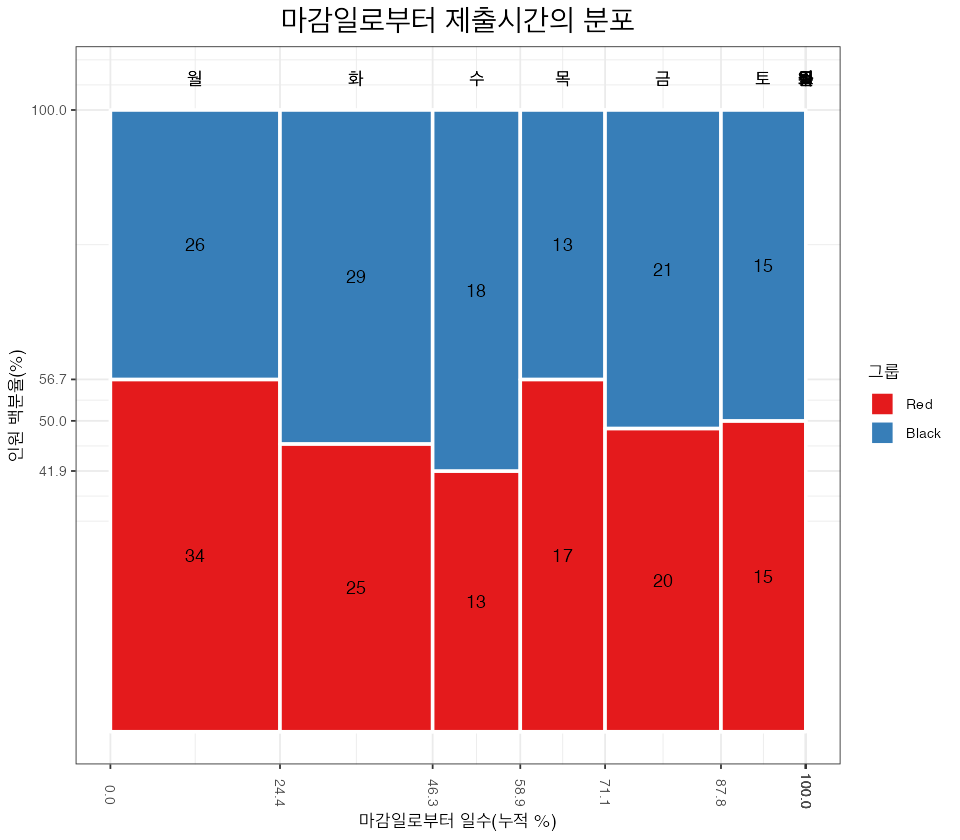 마감일로부터 제출시간의 분포
월 화 수 목 금 토
100.0
56.7
50.0
41.9
인원 백분율(%)
26 29 18 13 21 15
34 25 13 17 20 15
그룹
Red
Black
0.0 24.4 46.3 58.9 71.1 87.8 100.0
마감일로부터 일수(누적 %)